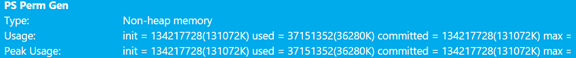 PS Perm Gen
Type: Non-heap memory
Usage: init = 134217728(131072K) used = 37151352(36280K) committed = 134217728(131072K) max =
Peak Usage: init = 134217728(131072K) used = 37151352(36280K) committed = 134217728(131072K) max =